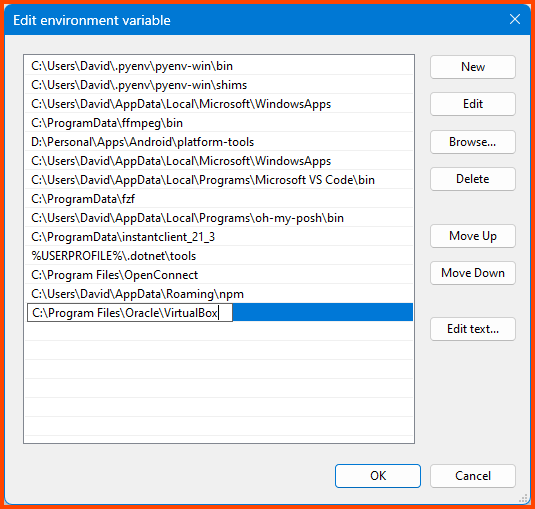 Edit environment variable
C:\Users\David\.pyenv\pyenv-win\bin
C:\Users\David\.pyenv\pyenv-win\shims
C:\Users\David\AppData\Local\Microsoft\WindowsApps
C:\ProgramData\ffmpeg\bin
D:\Personal\Apps\Android\platform-tools
C:\Users\David\AppData\Local\Microsoft\WindowsApps
C:\Users\David\AppData\Local\Programs\Microsoft VS Code\bin
C:\ProgramData\fzf
C:\Users\David\AppData\Local\Programs\oh-my-posh\bin
C:\ProgramData\instantclient_21_3
%USERPROFILE%\.dotnet\tools
C:\Program Files\OpenConnect
C:\Users\David\AppData\Roaming\npm
C:\Program Files\Oracle\VirtualBox
New
Edit
Browse...
Delete
Move Up
Move Down
Edit text...
OK
Cancel